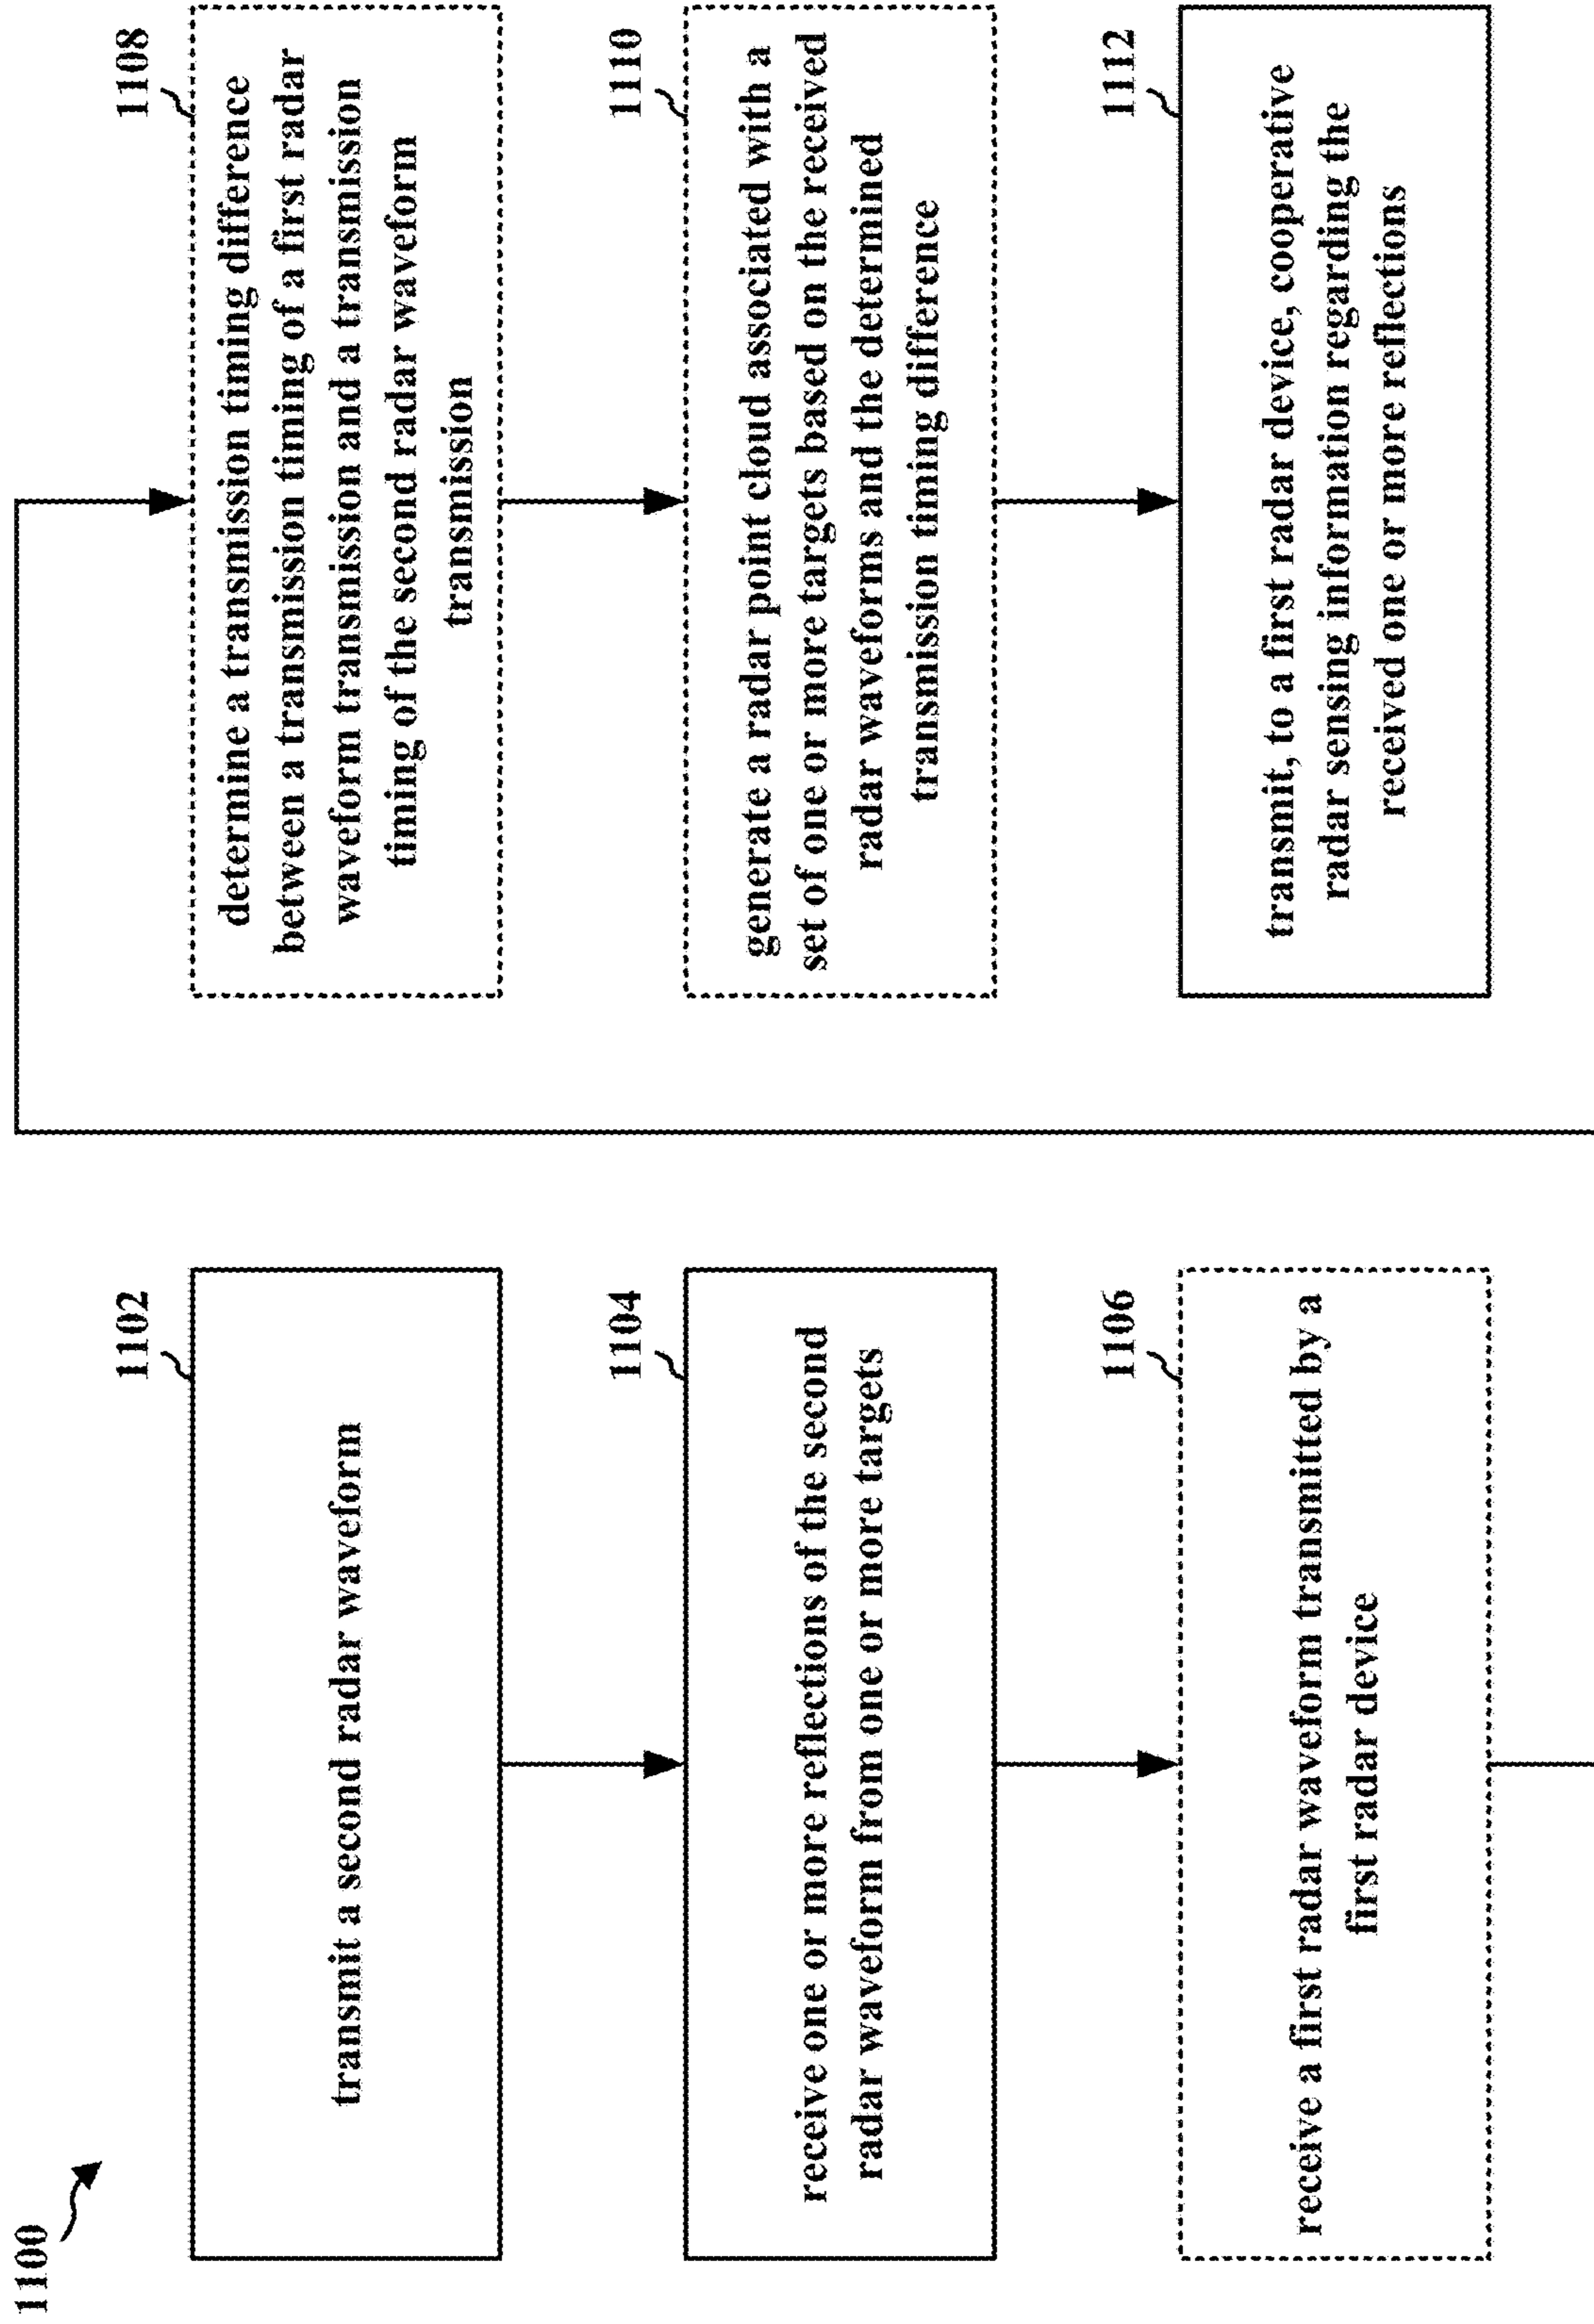 1100
1102
transmit a second radar waveform
1104
receive one or more reflections of the second
radar waveform from one or more targets
1106
receive a first radar waveform transmitted by a
first radar device
1108
determine a transmission timing difference
between a transmission timing of a first radar
waveform transmission and a transmission
timing of the second radar waveform
transmission
1110
generate a radar point cloud associated with a
set of one or more targets based on the received
radar waveforms and the determined
transmission timing difference
1112
transmit, to a first radar device, cooperative
radar sensing information regarding the
received one or more reflections